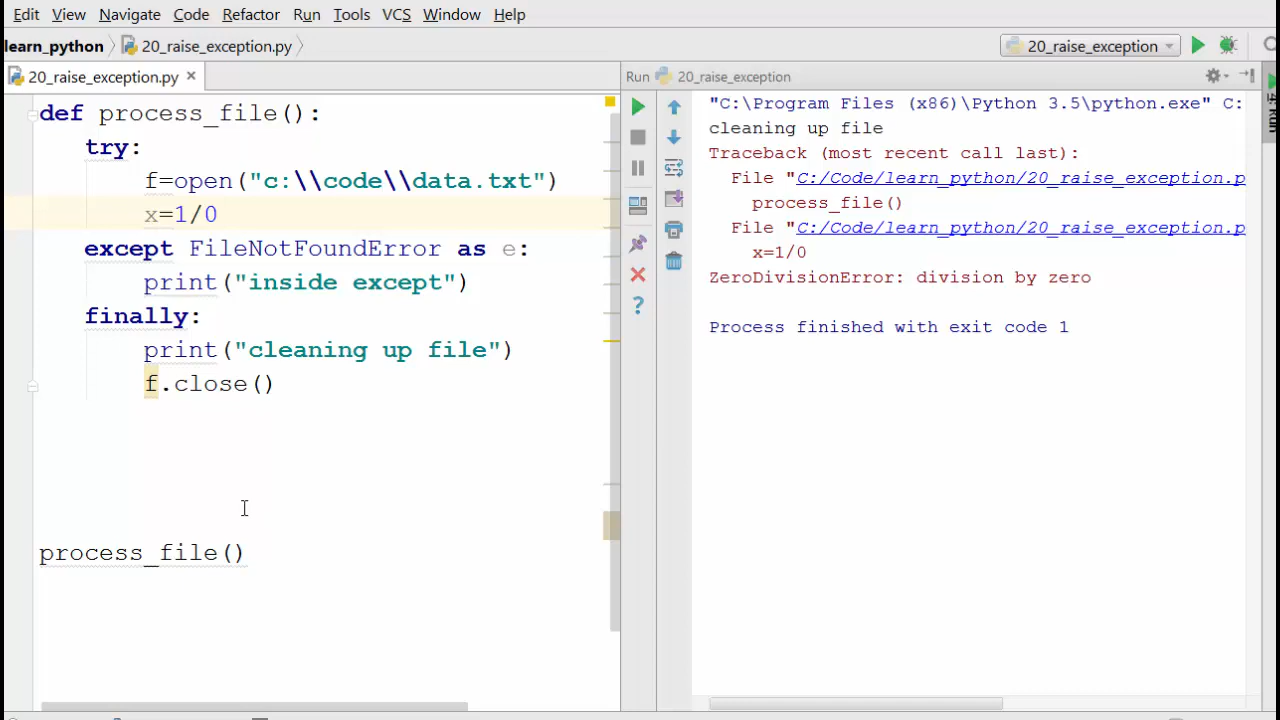 Edit View Navigate Code Refactor Run Tools VCS Window Help
learn_python 20_raise_exception.py 20_raise_exception
20_raise_exception.py × Run 20_raise_exception
def process_file():
try:
f=open("c:\\code\\data.txt")
x=1/0
except FileNotFoundError as e:
print("inside except")
finally:
print("cleaning up file")
f.close()
process_file()
"C:\Program Files (x86)\Python 3.5\python.exe" C:
cleaning up file
Traceback (most recent call last):
File "C:/Code/learn_python/20_raise_exception.p
process_file()
File "C:/Code/learn_python/20_raise_exception.p
x=1/0
ZeroDivisionError: division by zero
Process finished with exit code 1